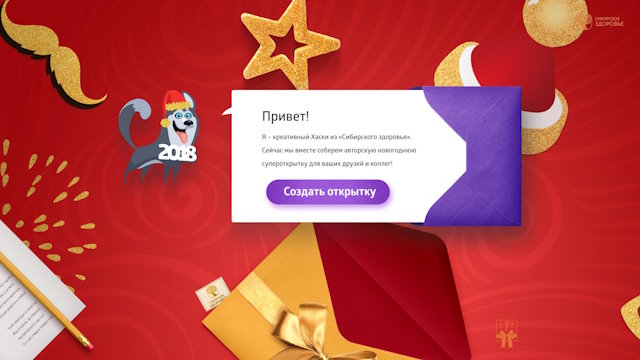 СИБИРСКОЕ
ЗДОРОВЬЕ
Привет!
Я – креативный Хаски из «Сибирского здоровья».
Сейчас мы вместе соберем авторскую новогоднюю
супероткрытку для ваших друзей и коллег!
2018
Создать открытку